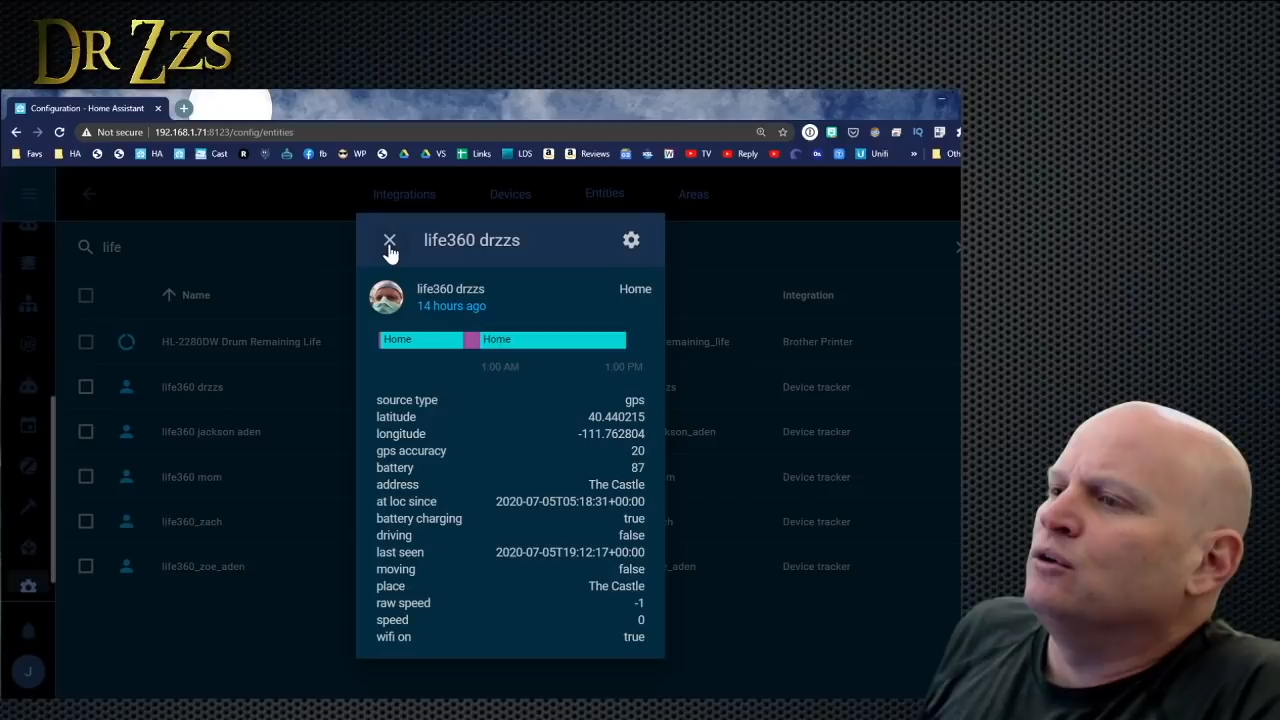 DR ZZS
Configuration - Home Assistant
Not secure
192.168.1.71:8123/config/entities
Favs
HA
HA
Cast
fb
WP
VS
Links
LDS
Reviews
TV
Reply
Unifi
»
Oth
Integrations
Devices
Entities
Areas
life
life360 drzzs
Name
Integration
life360 drzzs
Home
14 hours ago
Home
Home
1:00 AM
1:00 PM
HL-2280DW Drum Remaining Life
emaining_life
Brother Printer
life360 drzzs
zs
Device tracker
life360 jackson aden
kson_aden
Device tracker
life360 mom
Device tracker
life360_zach
ch
Device tracker
life360_zoe_aden
_aden
Device tracker
source type
gps
latitude
40.440215
longitude
-111.762804
gps accuracy
20
battery
87
address
The Castle
at loc since
2020-07-05T05:18:31+00:00
battery charging
true
driving
false
last seen
2020-07-05T19:12:17+00:00
moving
false
place
The Castle
raw speed
-1
speed
0
wifi on
true
J